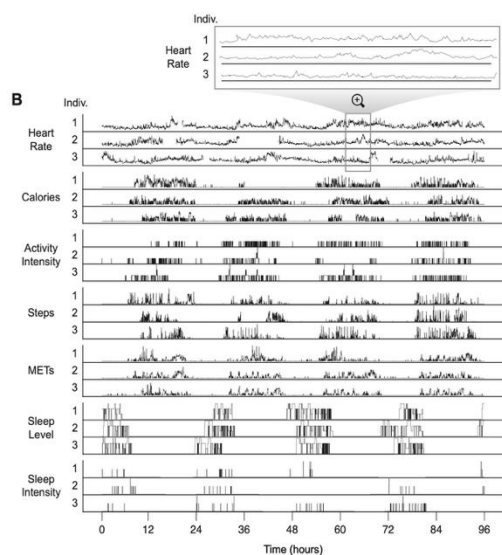 Indiv.
Heart
Rate
1
2
3
B
Indiv.
Heart
Rate
1
2
3
Calories
1
2
3
Activity
Intensity
1
2
3
Steps
1
2
3
METs
1
2
3
Sleep
Level
1
2
3
Sleep
Intensity
1
2
3
0 12 24 36 48 60 72 84 96
Time (hours)